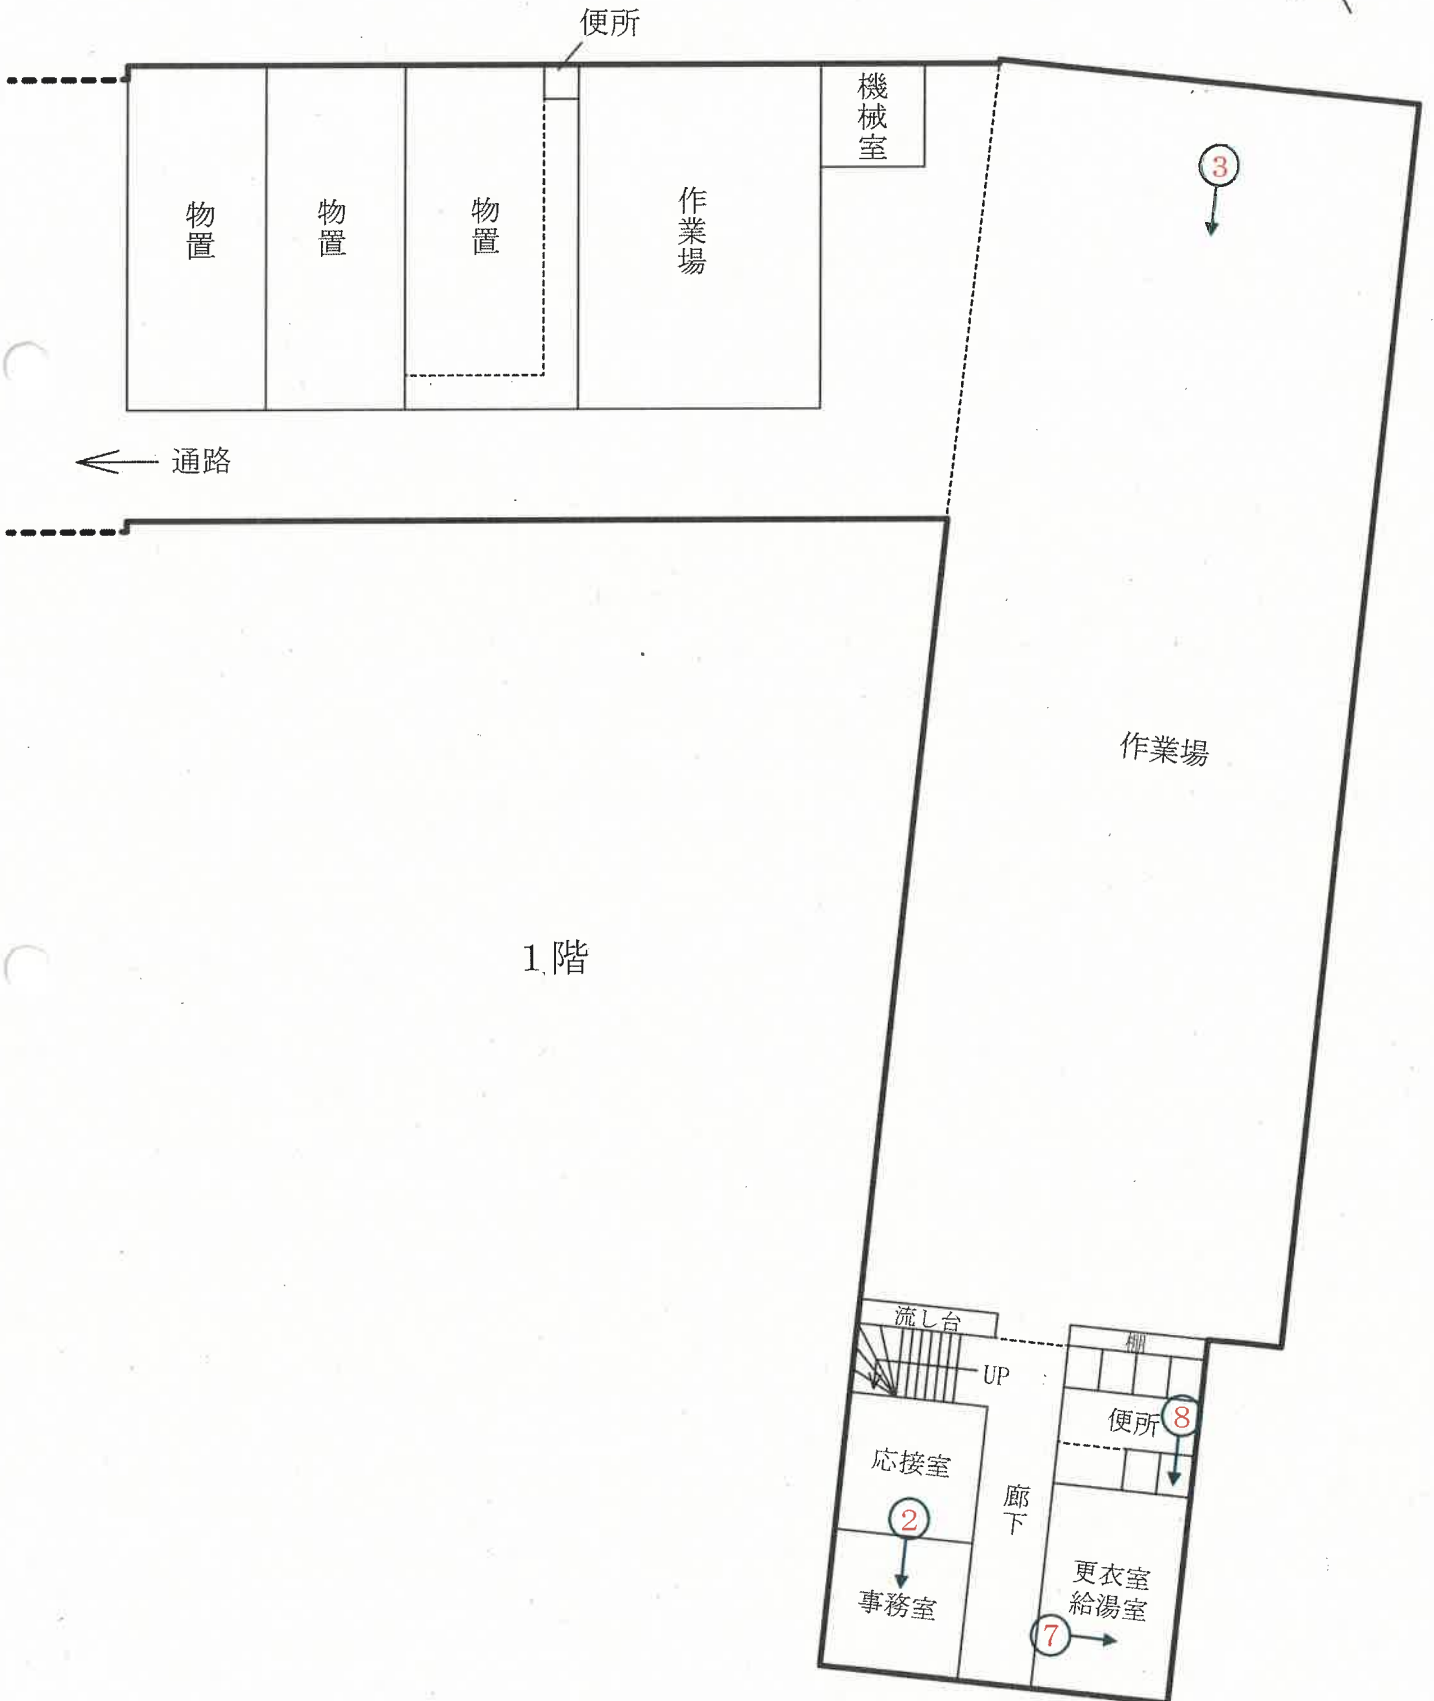 便所
機械室
③
物置
物置
物置
作業場
通路
作業場
1階
流し台
棚
UP
便所
⑧
応接室
廊下
②
更衣室
給湯室
事務室
⑦